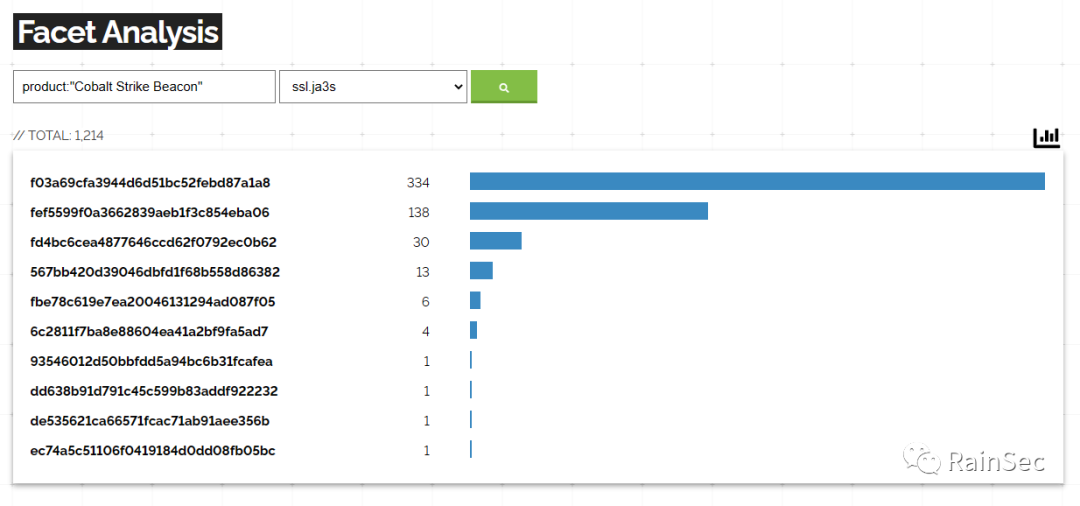 Facet Analysis
product:"Cobalt Strike Beacon" ssl.ja3s
// TOTAL: 1,214
f03a69cfa3944d6d51bc52febd87a1a8 334
fef5599f0a3662839aeb1f3c854eba06 138
fd4bc6cea4877646ccd62f0792ec0b62 30
567bb420d39046dbfd1f68b558d86382 13
fbe78c619e7ea20046131294ad087f05 6
6c2811f7ba8e88604ea41a2bf9fa5ad7 4
93546012d50bbfdd5a94bc6b31fcafea 1
dd638b91d791c45c599b83addf922232 1
de535621ca66571fcac71ab91aee356b 1
ec74a5c51106f0419184d0dd08fb05bc 1
RainSec